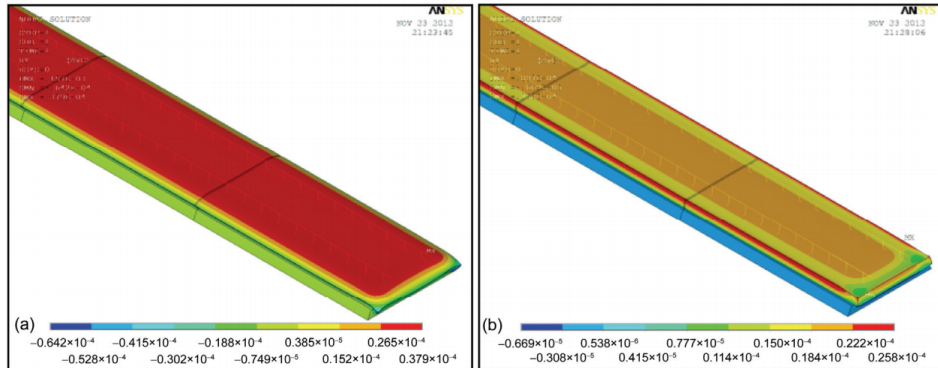 ANSYS
SOLUTION
NOV 23 2012
21:23:45
MX
(a)
−0.642×10⁻⁴ −0.415×10⁻⁴ −0.188×10⁻⁴ 0.385×10⁻⁵ 0.265×10⁻⁴
−0.528×10⁻⁴ −0.302×10⁻⁴ −0.749×10⁻⁵ 0.152×10⁻⁴ 0.379×10⁻⁴
ANSYS
SOLUTION
NOV 23 2012
21:28:06
MX
(b)
−0.669×10⁻⁵ 0.538×10⁻⁶ 0.777×10⁻⁵ 0.150×10⁻⁴ 0.222×10⁻⁴
−0.308×10⁻⁵ 0.415×10⁻⁵ 0.114×10⁻⁴ 0.184×10⁻⁴ 0.258×10⁻⁴